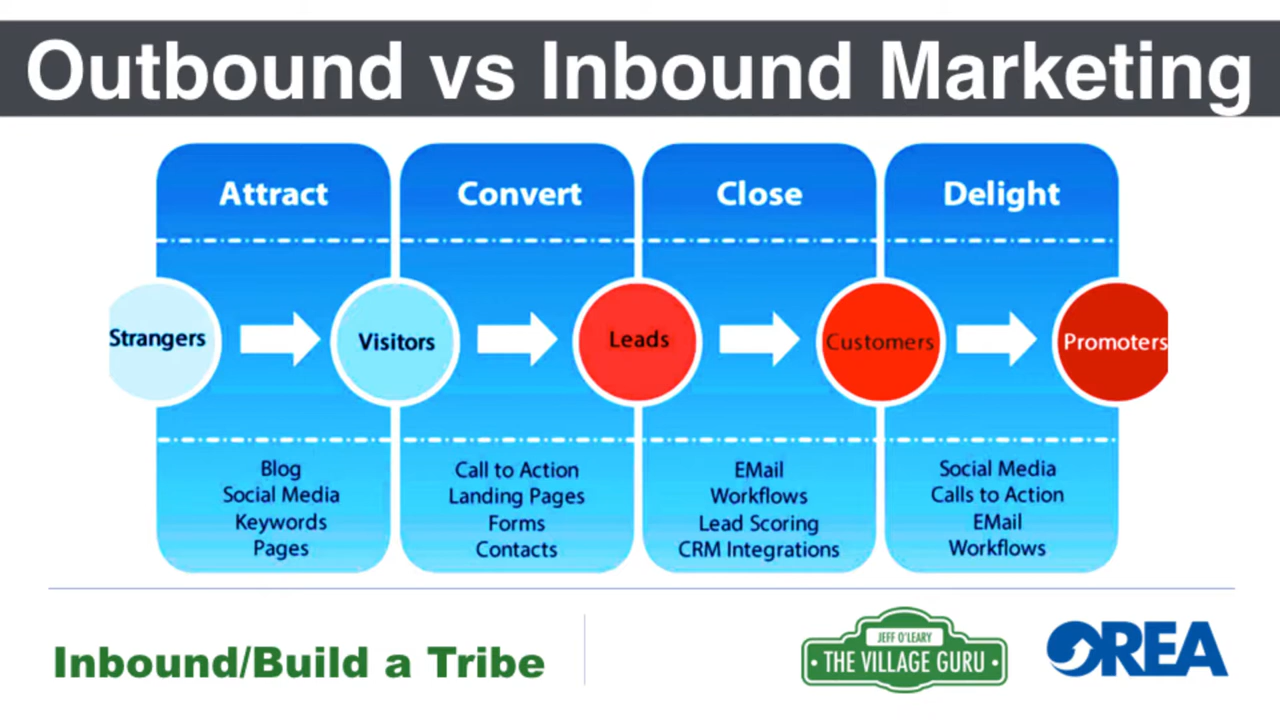 Outbound vs Inbound Marketing
Attract
Convert
Close
Delight
Strangers
Visitors
Leads
Customers
Promoters
Blog
Social Media
Keywords
Pages
Call to Action
Landing Pages
Forms
Contacts
EMail
Workflows
Lead Scoring
CRM Integrations
Social Media
Calls to Action
EMail
Workflows
Inbound/Build a Tribe
JEFF O'LEARY
• THE VILLAGE GURU •
OREA